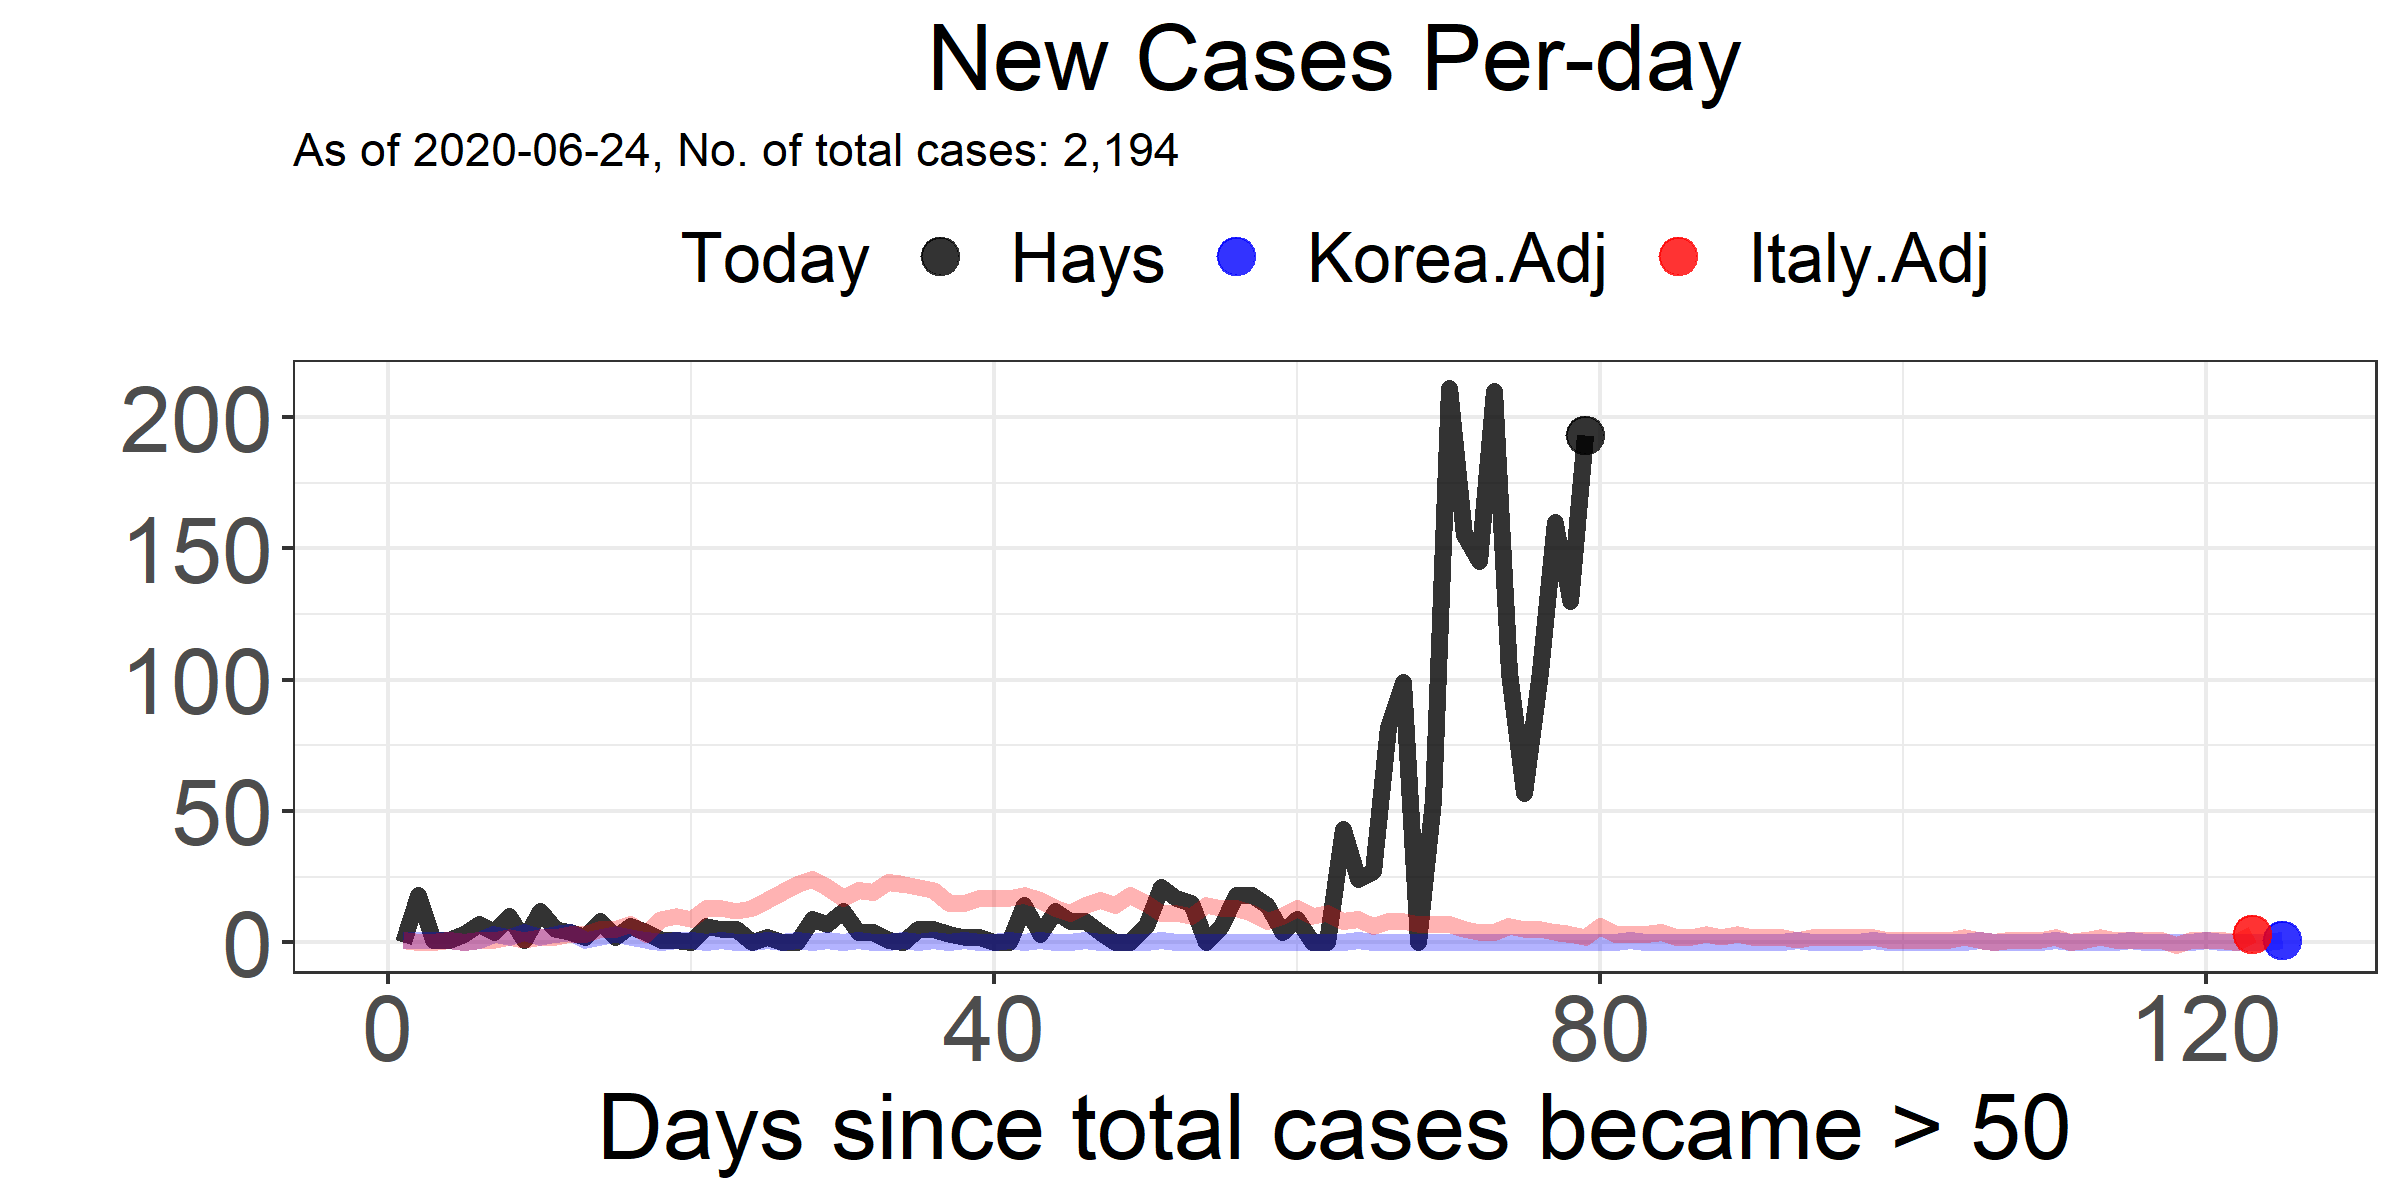 New Cases Per-day
As of 2020-06-24, No. of total cases: 2,194
Today Hays Korea.Adj Italy.Adj
200
150
100
50
0
0 40 80 120
Days since total cases became > 50